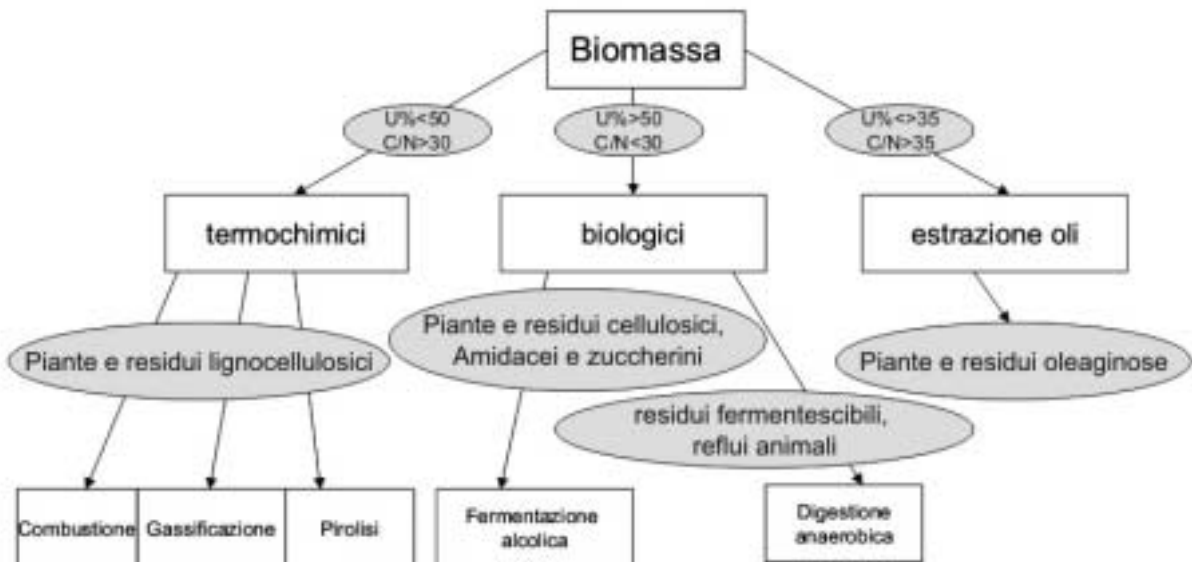 Biomassa
U%<50
C/N>30
U%>50
C/N<30
U%<>35
C/N>35
termochimici
biologici
estrazione oli
Piante e residui lignocellulosici
Piante e residui cellulosici,
Amidacei e zuccherini
Piante e residui oleaginose
residui fermentescibili,
reflui animali
Combustione
Gassificazione
Pirolisi
Fermentazione
alcolica
Digestione
anaerobica